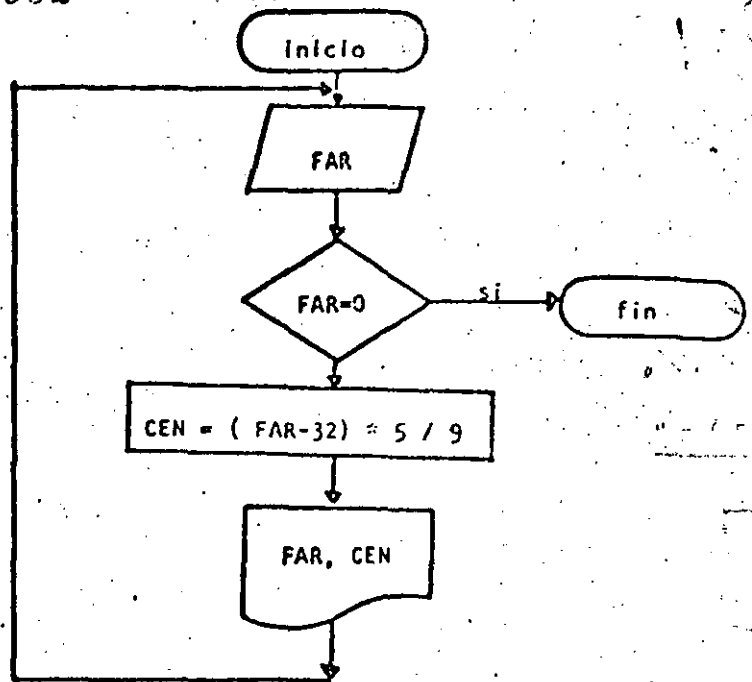 inicio
FAR
FAR=0
si
fin
CEN = ( FAR-32) * 5 / 9
FAR, CEN